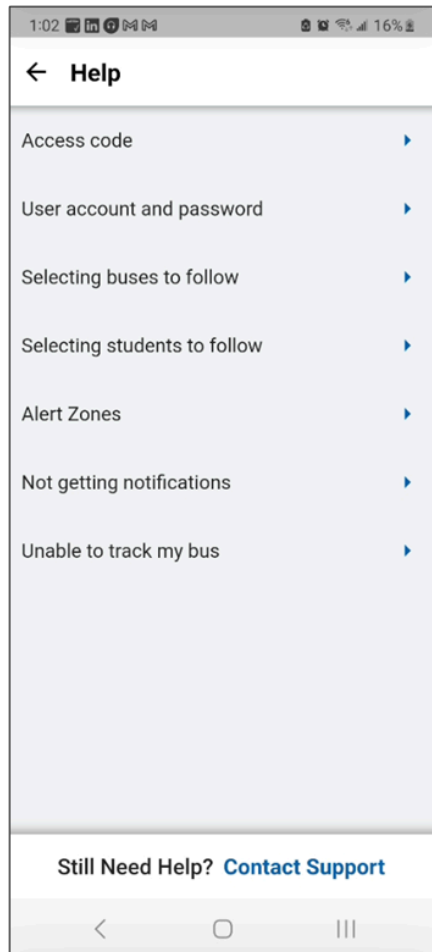 1:02 16%
Help
Access code
User account and password
Selecting buses to follow
Selecting students to follow
Alert Zones
Not getting notifications
Unable to track my bus
Still Need Help? Contact Support